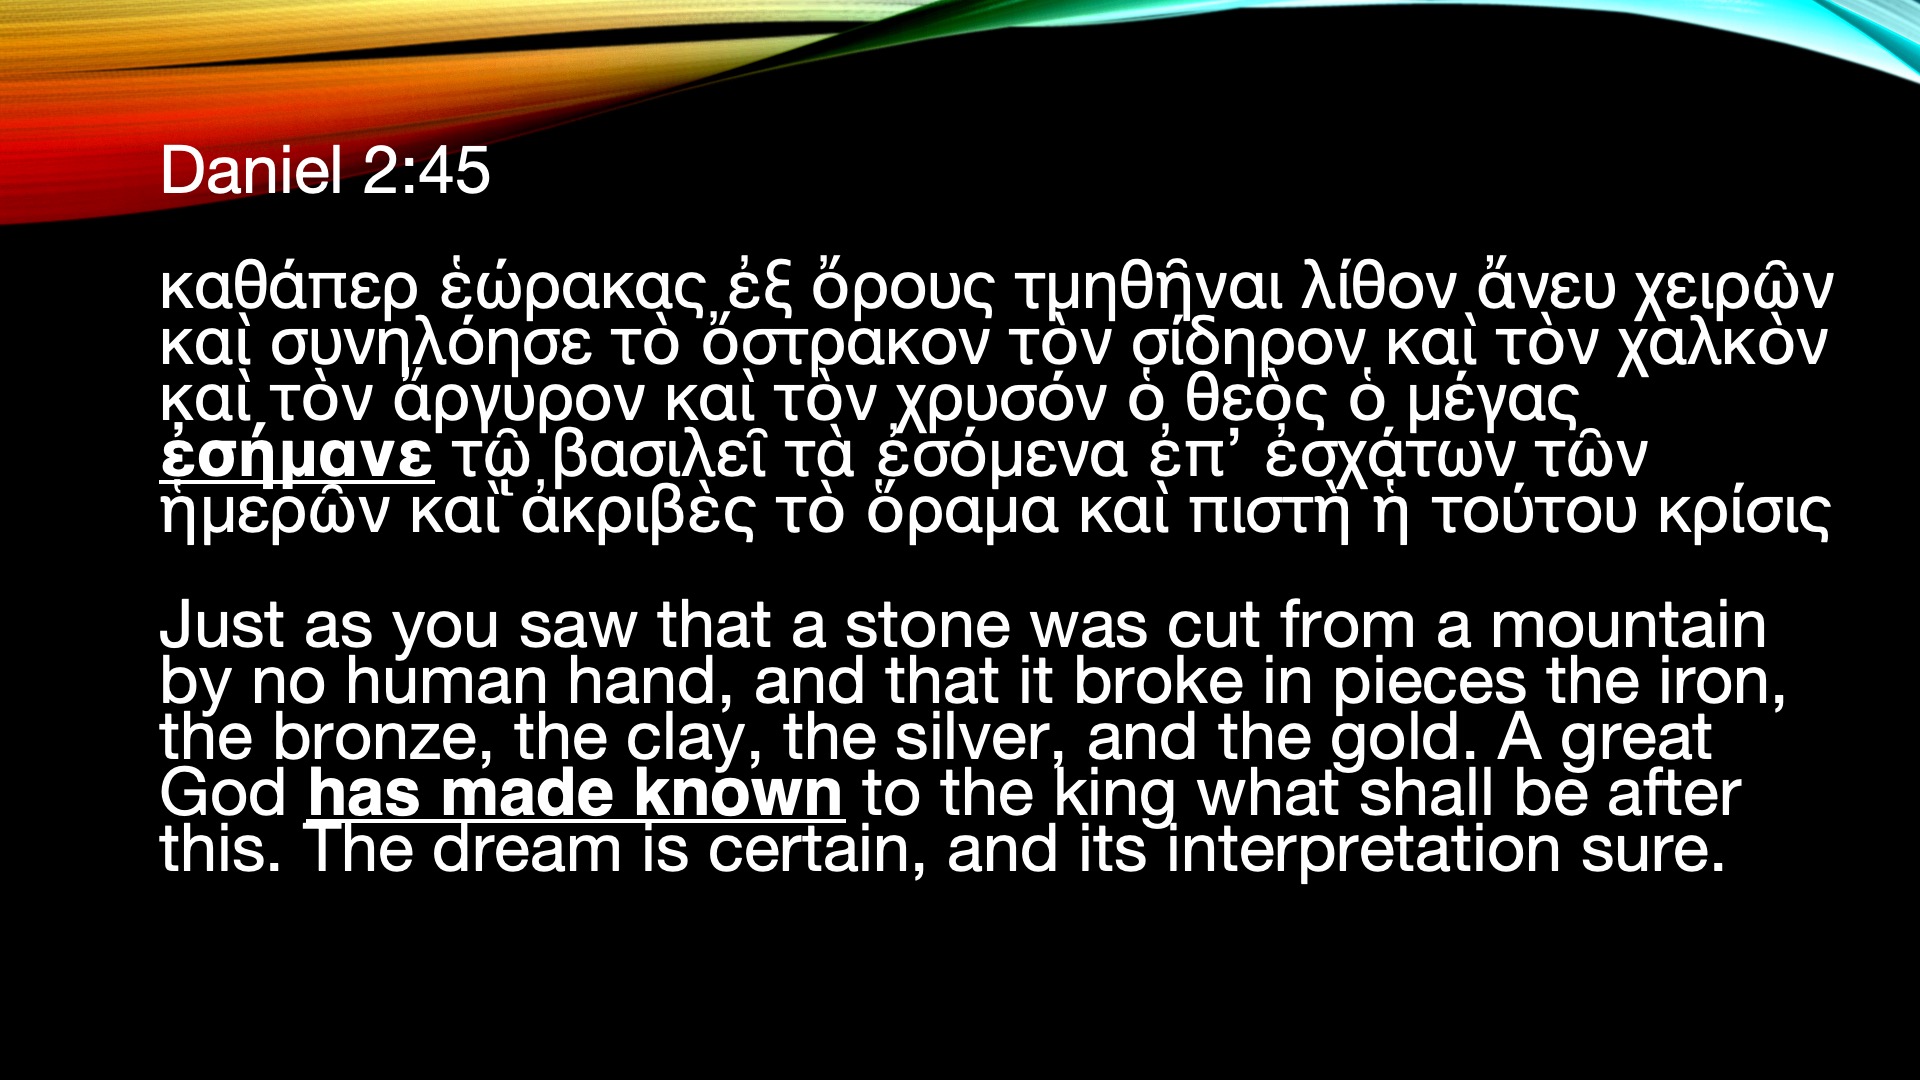 Daniel 2:45
καθάπερ ἑώρακας ἐξ ὄρους τμηθῆναι λίθον ἄνευ χειρῶν
καὶ συνηλόησε τὸ ὄστρακον τὸν σίδηρον καὶ τὸν χαλκὸν
καὶ τὸν ἄργυρον καὶ τὸν χρυσόν ὁ θεὸς ὁ μέγας
ἐσήμανε τῷ βασιλεῖ τὰ ἐσόμενα ἐπ’ ἐσχάτων τῶν
ἡμερῶν καὶ ἀκριβὲς τὸ ὅραμα καὶ πιστὴ ἡ τούτου κρίσις
Just as you saw that a stone was cut from a mountain
by no human hand, and that it broke in pieces the iron,
the bronze, the clay, the silver, and the gold. A great
God has made known to the king what shall be after
this. The dream is certain, and its interpretation sure.